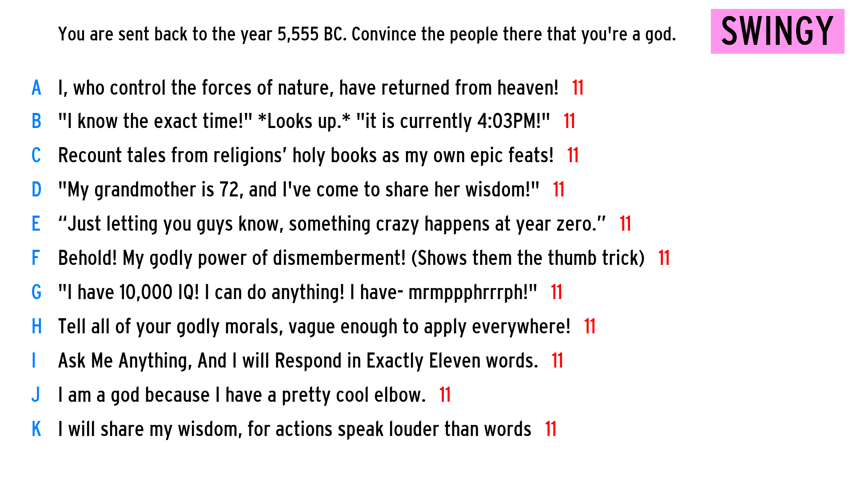 You are sent back to the year 5,555 BC. Convince the people there that you're a god.
SWINGY
A I, who control the forces of nature, have returned from heaven! 11
B "I know the exact time!" *Looks up.* "it is currently 4:03PM!" 11
C Recount tales from religions’ holy books as my own epic feats! 11
D "My grandmother is 72, and I've come to share her wisdom!" 11
E “Just letting you guys know, something crazy happens at year zero.” 11
F Behold! My godly power of dismemberment! (Shows them the thumb trick) 11
G "I have 10,000 IQ! I can do anything! I have- mrmppphrrrph!" 11
H Tell all of your godly morals, vague enough to apply everywhere! 11
I Ask Me Anything, And I will Respond in Exactly Eleven words. 11
J I am a god because I have a pretty cool elbow. 11
K I will share my wisdom, for actions speak louder than words 11